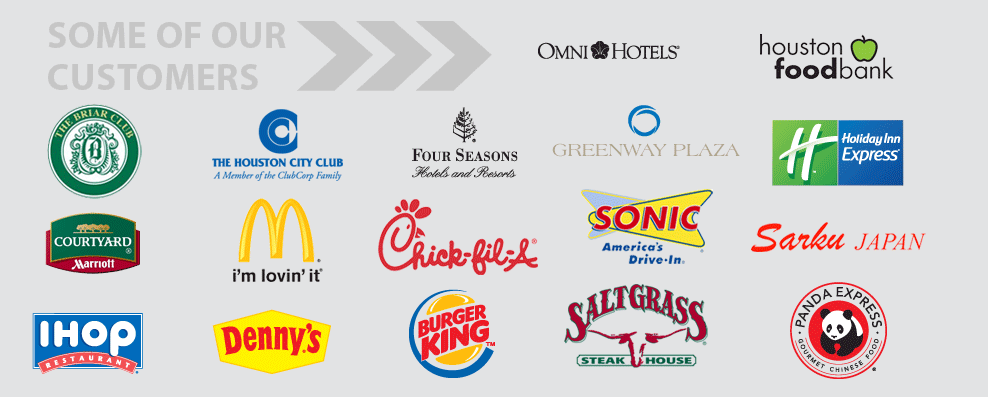 SOME OF OUR
CUSTOMERS
OMNI HOTELS®
houston
foodbank
THE BRIAR CLUB
B
THE HOUSTON CITY CLUB
A Member of the ClubCorp Family
FOUR SEASONS
Hotels and Resorts
GREENWAY PLAZA
H
Holiday Inn
Express®
COURTYARD®
Marriott
i'm lovin' it®
Chick-fil-A®
SONIC®
America's
Drive-In®
Sarku JAPAN
IHOP
RESTAURANT®
Denny's®
BURGER
KING™
SALTGRASS®
STEAK HOUSE®
PANDA EXPRESS
GOURMET CHINESE FOOD®